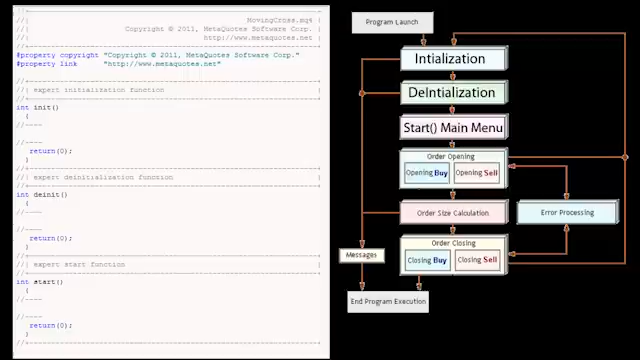 //+------------------------------------------------------------------+
//| MovingCross.mq4 |
//| Copyright © 2011, MetaQuotes Software Corp. |
//| http://www.metaquotes.net |
//+------------------------------------------------------------------+
#property copyright "Copyright © 2011, MetaQuotes Software Corp."
#property link "http://www.metaquotes.net"
//+------------------------------------------------------------------+
//| expert initialization function |
//+------------------------------------------------------------------+
int init()
{
//----
//----
return(0);
}
//+------------------------------------------------------------------+
//| expert deinitialization function |
//+------------------------------------------------------------------+
int deinit()
{
//----
//----
return(0);
}
//+------------------------------------------------------------------+
//| expert start function |
//+------------------------------------------------------------------+
int start()
{
//----
//----
return(0);
}
//+------------------------------------------------------------------+
Program Launch
Intialization
DeIntialization
Start() Main Menu
Order Opening
Opening Buy
Opening Sell
Order Size Calculation
Error Processing
Order Closing
Closing Buy
Closing Sell
Messages
End Program Execution